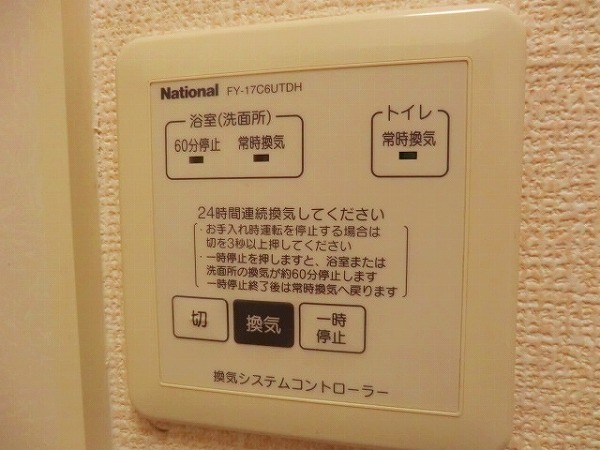 National FY-17C6UTDH
浴室(洗面所)
トイレ
60分停止 常時換気
常時換気
24時間連続換気してください
・お手入れ時運転を停止する場合は
切を3秒以上押してください
・一時停止を押しますと、浴室または
洗面所の換気が約60分停止します
一時停止終了後は常時換気へ戻ります
切
換気
一時
停止
換気システムコントローラー